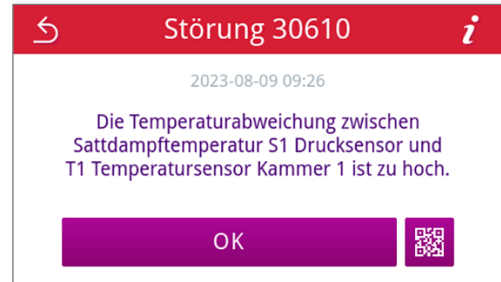 Störung 30610
2023-08-09 09:26
Die Temperaturabweichung zwischen
Sattdampftemperatur S1 Drucksensor und
T1 Temperatursensor Kammer 1 ist zu hoch.
OK